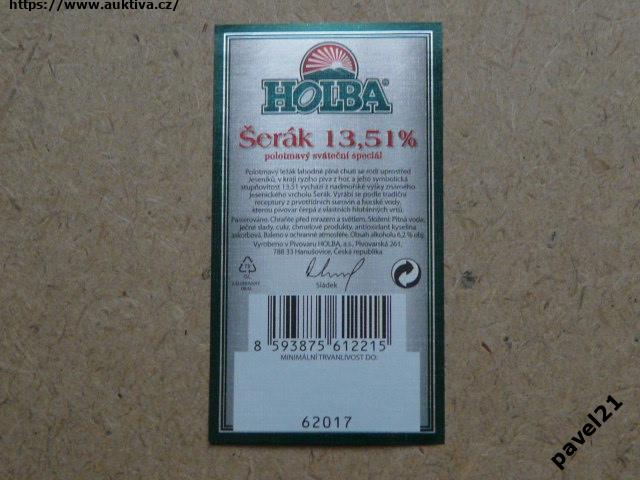 https://www.auktiva.cz/
HOLBA®
Šerák 13,51%
polotmavý sváteční speciál
Polotmavý ležák lahodné plné chuti se rodí uprostřed
Jeseníků, v kraji ryzího piva z hor, a jeho symbolická
stupňovitost 13,51 vychází z nadmořské výšky známého
jesenického vrcholu Šerák. Vyrábí se podle tradiční
receptury z prvotřídních surovin a horské vody,
kterou pivovar čerpá z vlastních hlubinných vrtů.
Pasterováno. Chraňte před mrazem a světlem. Složení: Pitná voda,
ječné slady, cukr, chmelové produkty, antioxidant kyselina
askorbová. Baleno v ochranné atmosféře. Obsah alkoholu 6,2 % obj.
Vyrobeno v Pivovaru HOLBA, a.s., Pivovarská 261,
788 33 Hanušovice, Česká republika.
Sládek
8 593875 612215
MINIMÁLNÍ TRVANLIVOST DO:
62017
pavel21